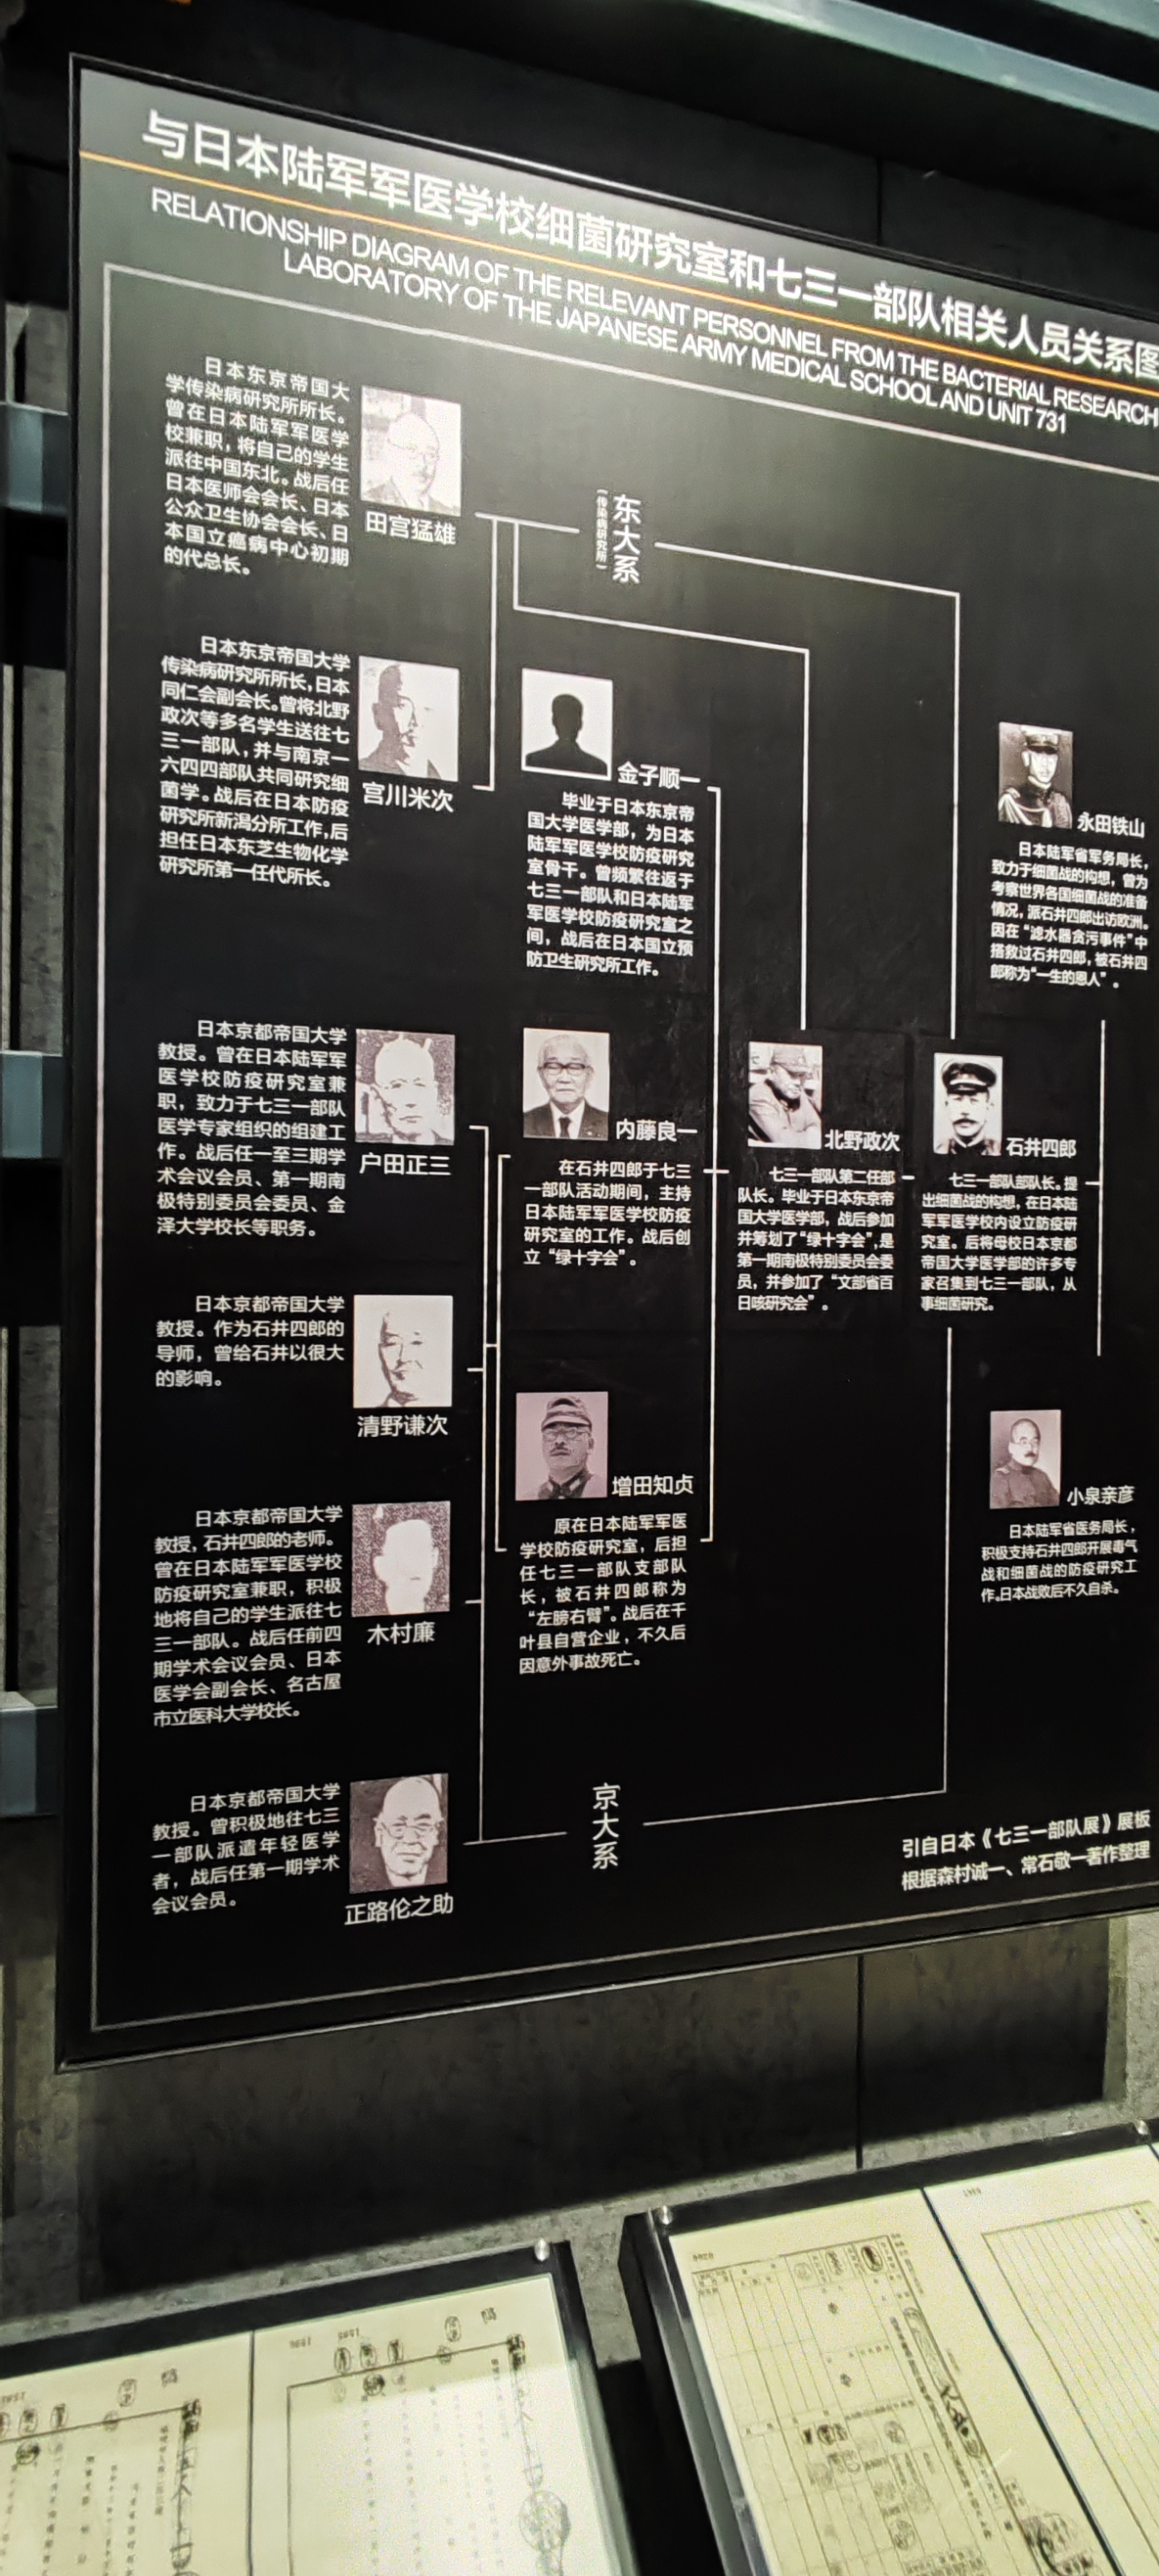 与日本陆军军医学校细菌研究室和七三一部队相关人员关系图
RELATIONSHIP DIAGRAM OF THE RELEVANT PERSONNEL FROM THE BACTERIAL RESEARCH
LABORATORY OF THE JAPANESE ARMY MEDICAL SCHOOL AND UNIT 731
日本东京帝国大
学传染病研究所所长。
曾在日本陆军军医学
校兼职，将自己的学生
派往中国东北。战后任
日本医师会会长、日本
公众卫生协会会长、日
本国立癌病中心初期
的代总长。
田宫猛雄
东大系
（传染病研究所）
日本东京帝国大学
传染病研究所所长，日本
同仁会副会长。曾将北野
政次等多名学生送往七
三一部队，并与南京一
六四四部队共同研究细
菌学。战后在日本防疫
研究所新潟分所工作，后
担任日本东芝生物化学
研究所第一任代所长。
宫川米次
金子顺一
毕业于日本东京帝
国大学医学部，为日本
陆军军医学校防疫研究
室骨干。曾频繁往返于
七三一部队和日本陆军
军医学校防疫研究室之
间，战后在日本国立预
防卫生研究所工作。
永田铁山
日本陆军省军务局长，
致力于细菌战的构想，曾为
考察世界各国细菌战的准备
情况，派石井四郎出访欧洲。
因在“滤水器贪污事件”中
搭救过石井四郎，被石井四
郎称为“一生的恩人”。
日本京都帝国大学
教授。曾在日本陆军军
医学校防疫研究室兼
职，致力于七三一部队
医学专家组织的组建工
作。战后任一至三期学
术会议会员、第一期南
极特别委员会委员、金
泽大学校长等职务。
户田正三
内藤良一
在石井四郎于七三
一部队活动期间，主持
日本陆军军医学校防疫
研究室的工作。战后创
立“绿十字会”。
北野政次
七三一部队第二任部
队长。毕业于日本东京帝
国大学医学部，战后参加
并筹划了“绿十字会”，是
第一期南极特别委员会委
员，并参加了“文部省百
日咳研究会”。
石井四郎
七三一部队部队长。提
出细菌战的构想，在日本陆
军军医学校内设立防疫研
究室。后将母校日本京都
帝国大学医学部的许多专
家召集到七三一部队，从
事细菌研究。
日本京都帝国大学
教授。作为石井四郎的
导师，曾给石井以很大
的影响。
清野谦次
增田知贞
原在日本陆军军医
学校防疫研究室，后担
任七三一部队支部队
长，被石井四郎称为
“左膀右臂”。战后在千
叶县自营企业，不久后
因意外事故死亡。
小泉亲彦
日本陆军省医务局长，
积极支持石井四郎开展毒气
战和细菌战的防疫研究工
作。日本战败后不久自杀。
日本京都帝国大学
教授，石井四郎的老师。
曾在日本陆军军医学校
防疫研究室兼职，积极
地将自己的学生派往七
三一部队。战后任前四
期学术会议会员、日本
医学会副会长、名古屋
市立医科大学校长。
木村廉
日本京都帝国大学
教授。曾积极地往七三
一部队派遣年轻医学
者，战后任第一期学术
会议会员。
正路伦之助
京大系
引自日本《七三一部队展》展板
根据森村诚一、常石敬一著作整理